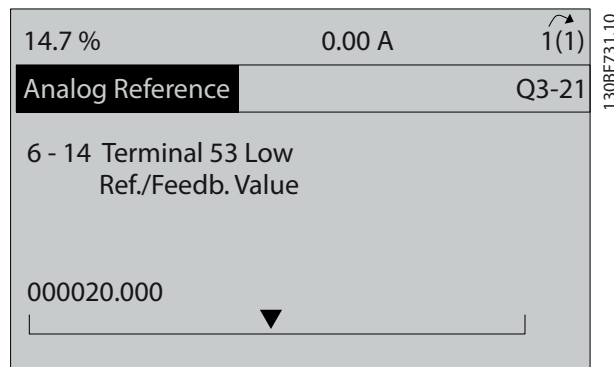 14.7 % 0.00 A 1(1)
Analog Reference Q3-21
6 - 14 Terminal 53 Low
Ref./Feedb. Value
000020.000
130BF731.10